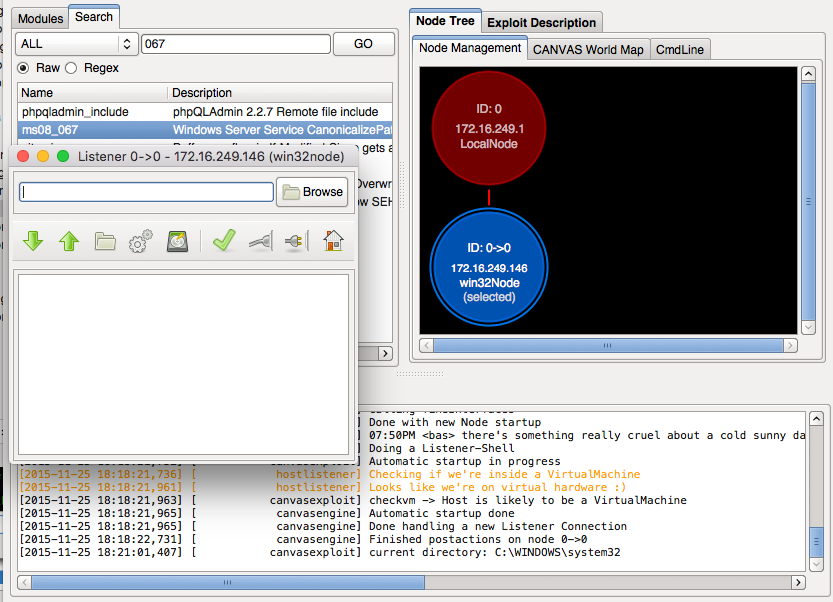 Modules
Search
ALL
067
GO
Raw
Regex
Name
Description
phpqladmin_include
phpQLAdmin 2.2.7 Remote file include
ms08_067
Windows Server Service CanonicalizePat
gets a
Listener 0->0 - 172.16.249.146 (win32node)
Overwr
ow SEH
Browse
Node Tree
Exploit Description
Node Management
CANVAS World Map
CmdLine
ID: 0
172.16.249.1
LocalNode
ID: 0->0
172.16.249.146
win32Node
(selected)
] Done with new Node startup
] 07:50PM <bas> there's something really cruel about a cold sunny da
] Doing a Listener-Shell
] Automatic startup in progress
[2015-11-25 18:18:21,736] [ hostlistener] Checking if we're inside a VirtualMachine
[2015-11-25 18:18:21,961] [ hostlistener] Looks like we're on virtual hardware :)
[2015-11-25 18:18:21,963] [ canvasexploit] checkvm -> Host is likely to be a VirtualMachine
[2015-11-25 18:18:21,965] [ canvasengine] Automatic startup done
[2015-11-25 18:18:21,965] [ canvasengine] Done handling a new Listener Connection
[2015-11-25 18:18:22,731] [ canvasengine] Finished postactions on node 0->0
[2015-11-25 18:21:01,407] [ canvasexploit] current directory: C:\WINDOWS\system32